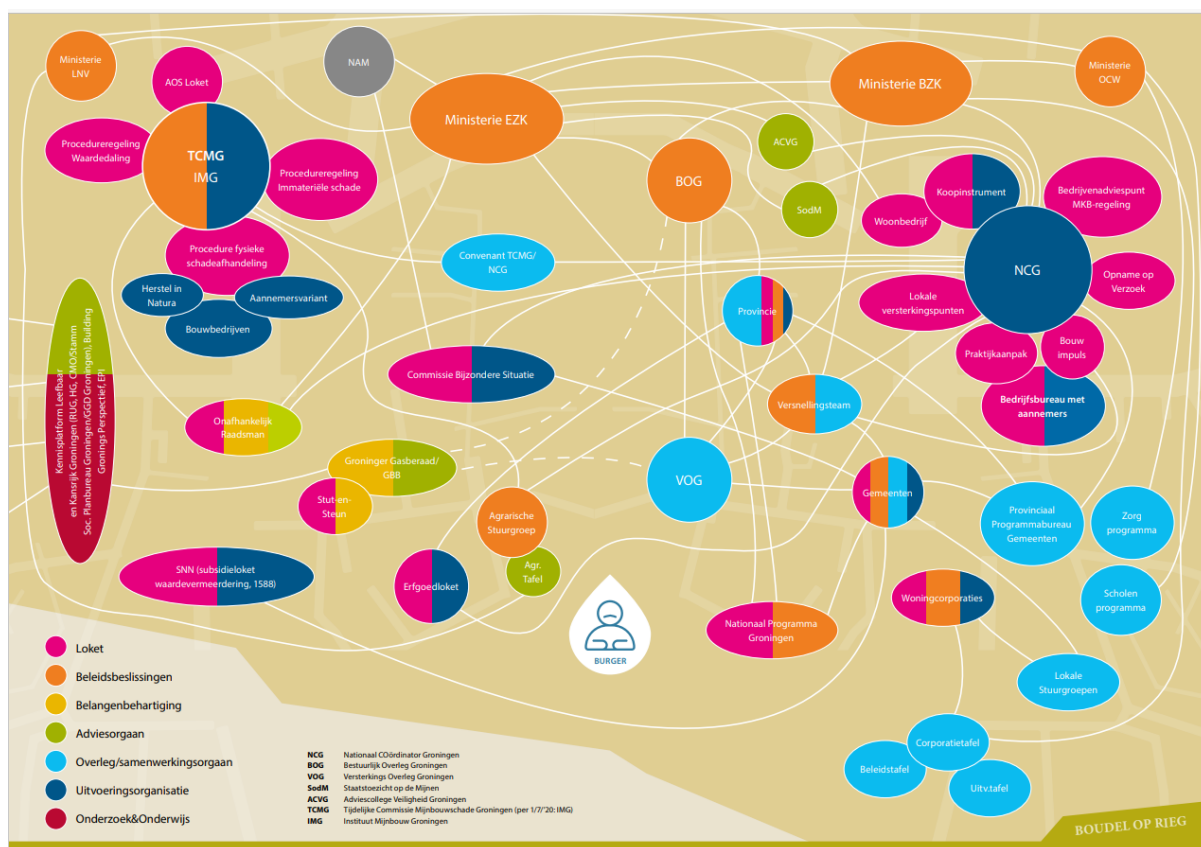 Ministerie
LNV
AOS Loket
NAM
Ministerie EZK
Ministerie BZK
Ministerie
OCW
Procedureregeling
Waardedaling
TCMG
IMG
Procedureregeling
Immateriële schade
BOG
ACVG
SodM
Koopinstrument
Woonbedrijf
Bedrijvenadviespunt
MKB-regeling
Procedure fysieke
schadeafhandeling
Convenant TCMG/
NCG
NCG
Opname op
Verzoek
Herstel in
Natura
Aannemersvariant
Bouwbedrijven
Provincie
Lokale
versterkingspunten
Praktijkaanpak
Bouw
impuls
Commissie Bijzondere Situatie
Versnellingsteam
Bedrijfsbureau met
aannemers
Kennisplatform Leefbaar
en Kansrijk Groningen (RUG, HG, CMO/Stamm
Soc. Planbureau Groningen/GGD Groningen), Building
Gronings Perspectief, EPI
Onafhankelijk
Raadsman
Groninger Gasberaad/
GBB
Stut-en-
Steun
VOG
Gemeenten
Agrarische
Stuurgroep
Agr.
Tafel
Provinciaal
Programmabureau
Gemeenten
Zorg
programma
SNN (subsidieloket
waardevermeerdering, 1588)
Erfgoedloket
Woningcorporaties
Scholen
programma
BURGER
Nationaal Programma
Groningen
Lokale
Stuurgroepen
Corporatietafel
Beleidstafel
Uitv.tafel
Loket
Beleidsbeslissingen
Belangenbehartiging
Adviesorgaan
Overleg/samenwerkingsorgaan
Uitvoeringsorganisatie
Onderzoek&Onderwijs
NCG Nationaal COördinator Groningen
BOG Bestuurlijk Overleg Groningen
VOG Versterkings Overleg Groningen
SodM Staatstoezicht op de Mijnen
ACVG Adviescollege Veiligheid Groningen
TCMG Tijdelijke Commissie Mijnbouwschade Groningen (per 1/7/'20: IMG)
IMG Instituut Mijnbouw Groningen
BOUDEL OP RIEG